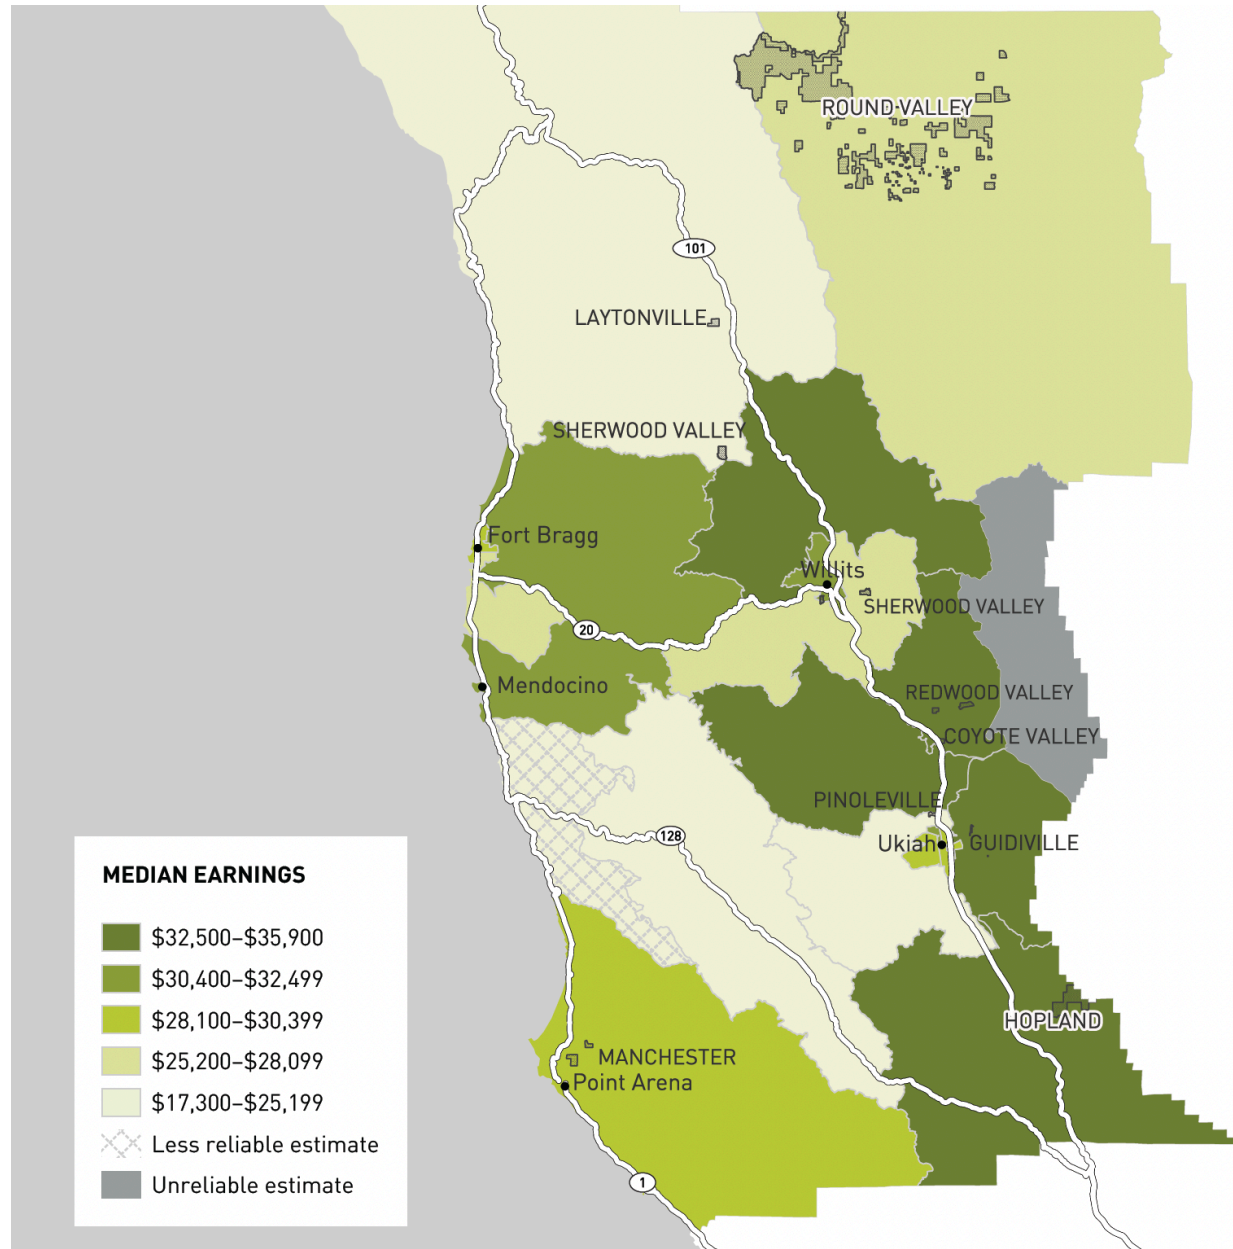 ROUND VALLEY
101
LAYTONVILLE
SHERWOOD VALLEY
Fort Bragg
Willits
SHERWOOD VALLEY
20
Mendocino
REDWOOD VALLEY
COYOTE VALLEY
PINOLEVILLE
128
Ukiah
GUIDIVILLE
MEDIAN EARNINGS
$32,500–$35,900
$30,400–$32,499
$28,100–$30,399
$25,200–$28,099
$17,300–$25,199
Less reliable estimate
Unreliable estimate
HOPLAND
MANCHESTER
Point Arena
1